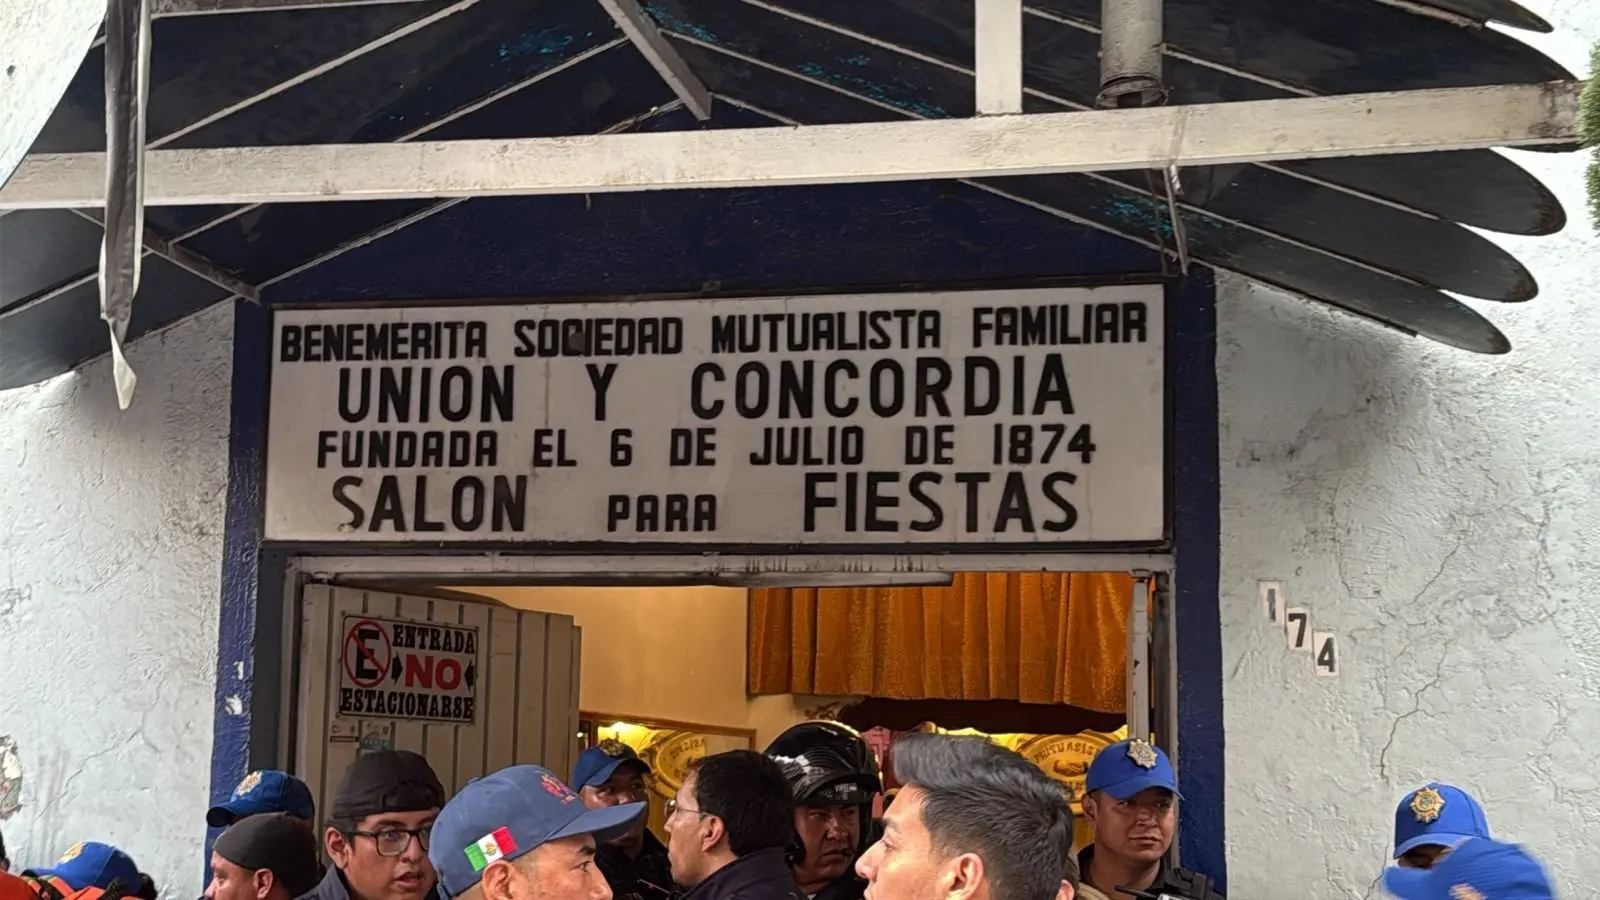 BENEMERITA SOCIEDAD MUTUALISTA FAMILIAR
UNION Y CONCORDIA
FUNDADA EL 6 DE JULIO DE 1874
SALON PARA FIESTAS
E ENTRADA
NO
ESTACIONARSE
174